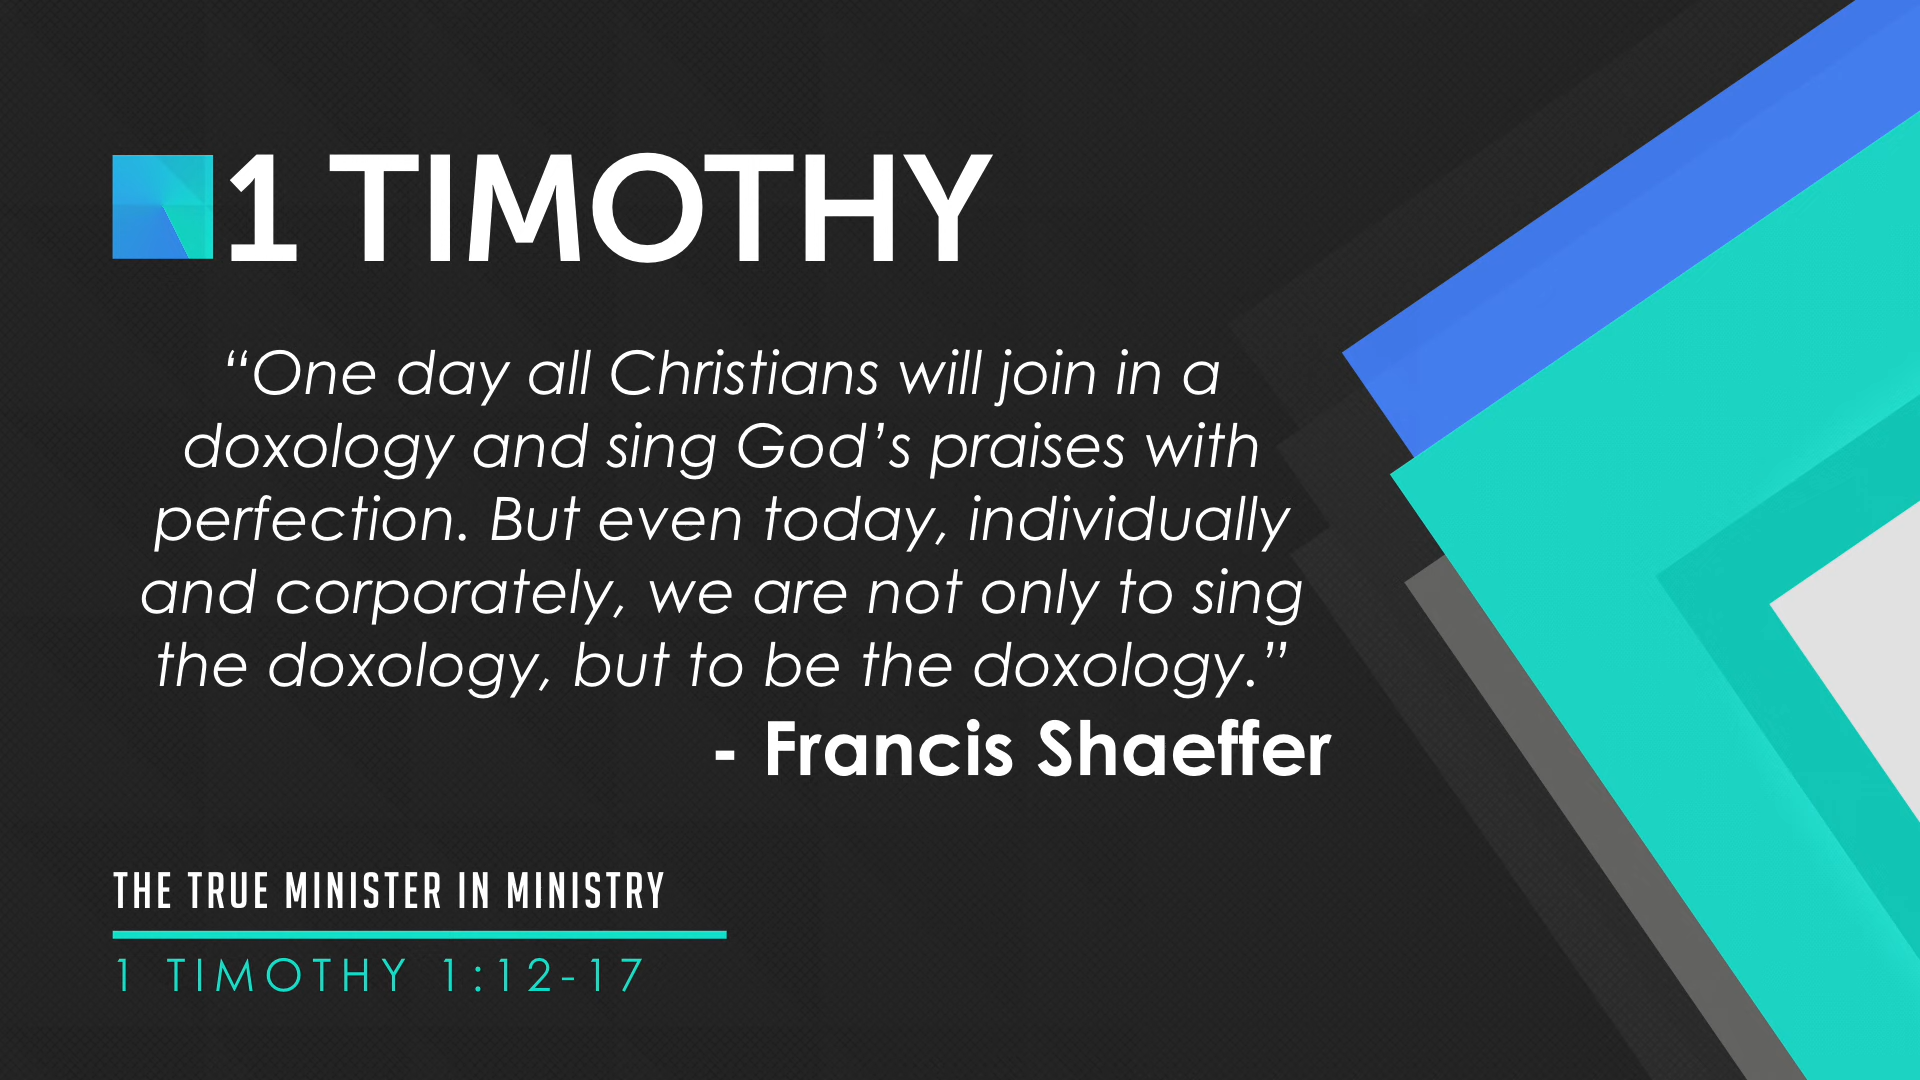 1 TIMOTHY
“One day all Christians will join in a
doxology and sing God’s praises with
perfection. But even today, individually
and corporately, we are not only to sing
the doxology, but to be the doxology.”
- Francis Shaeffer
THE TRUE MINISTER IN MINISTRY
1 TIMOTHY 1:12-17